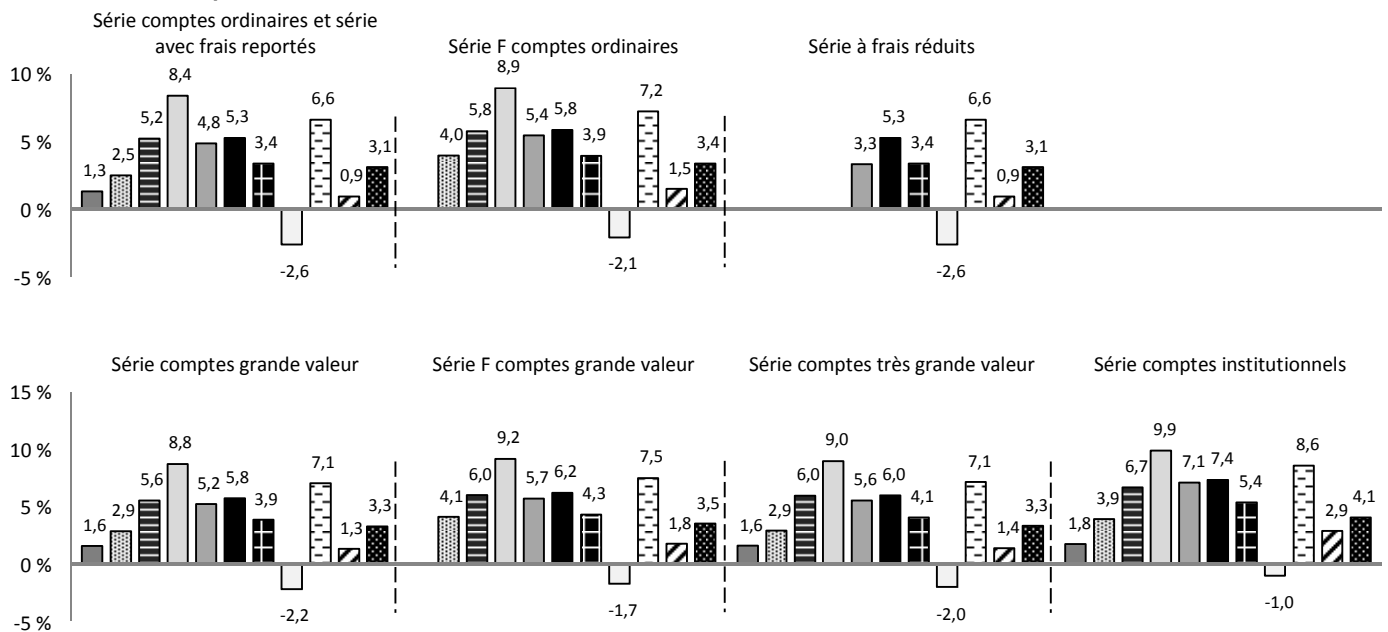 Série comptes ordinaires et série
avec frais reportés
Série F comptes ordinaires
Série à frais réduits
10 %
5 %
0 %
-5 %
1,3 2,5 5,2 8,4 4,8 5,3 3,4 -2,6 6,6 0,9 3,1
4,0 5,8 8,9 5,4 5,8 3,9 -2,1 7,2 1,5 3,4
3,3 5,3 3,4 -2,6 6,6 0,9 3,1
Série comptes grande valeur
Série F comptes grande valeur
Série comptes très grande valeur
Série comptes institutionnels
15 %
10 %
5 %
0 %
-5 %
1,6 2,9 5,6 8,8 5,2 5,8 3,9 -2,2 7,1 1,3 3,3
4,1 6,0 9,2 5,7 6,2 4,3 -1,7 7,5 1,8 3,5
1,6 2,9 6,0 9,0 5,6 6,0 4,1 -2,0 7,1 1,4 3,3
1,8 3,9 6,7 9,9 7,1 7,4 5,4 -1,0 8,6 2,9 4,1